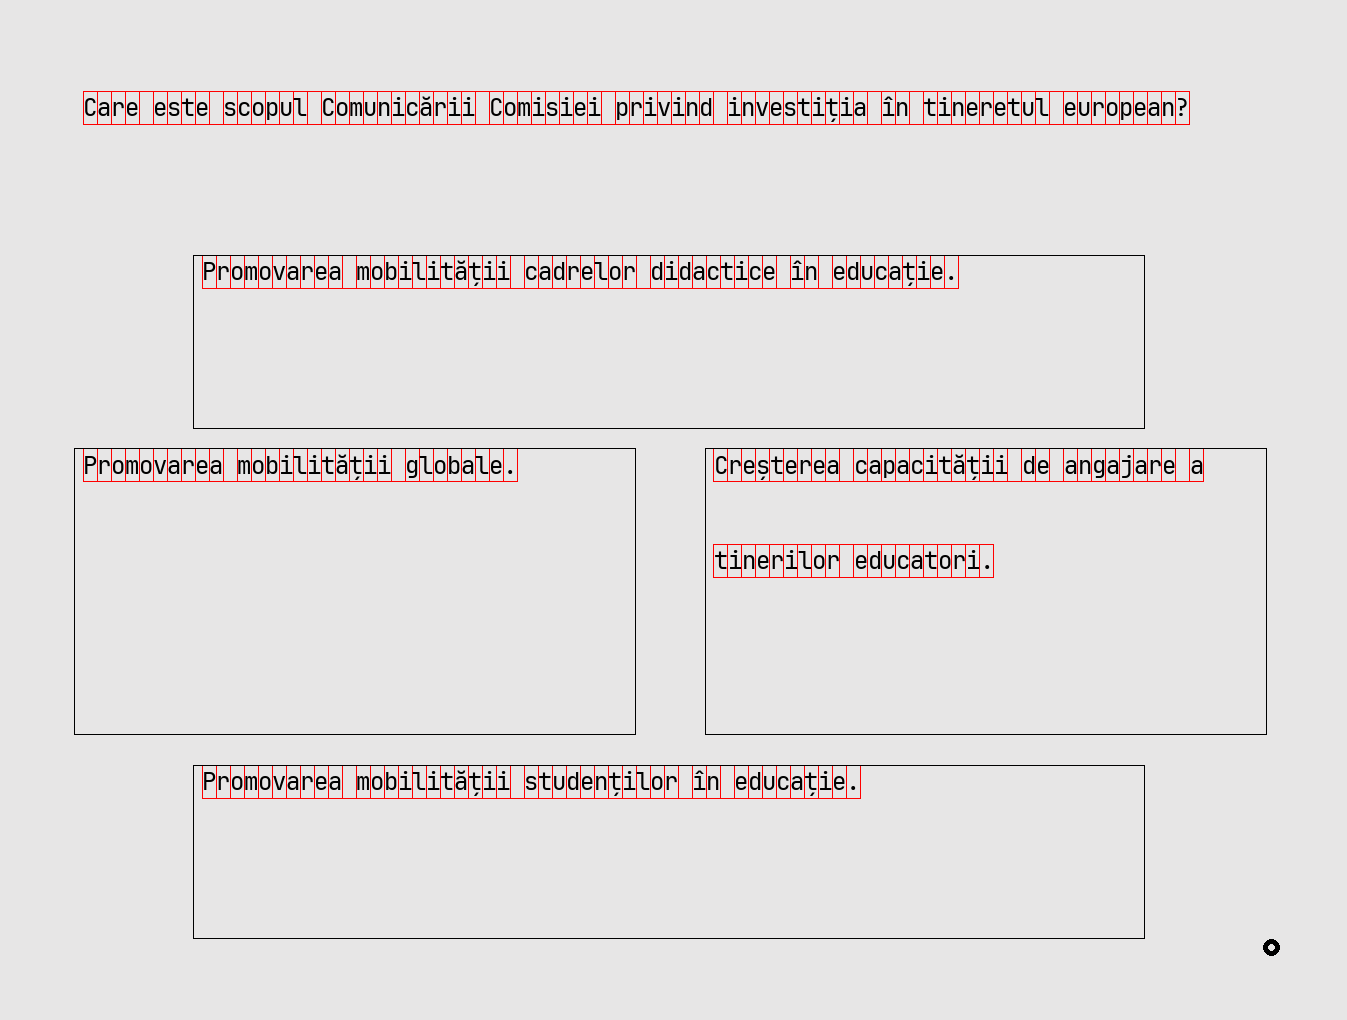 Care este scopul Comunicării Comisiei privind investiția în tineretul european?
Promovarea mobilității cadrelor didactice în educație.
Promovarea mobilității globale.
Creșterea capacității de angajare a
tinerilor educatori.
Promovarea mobilității studenților în educație.